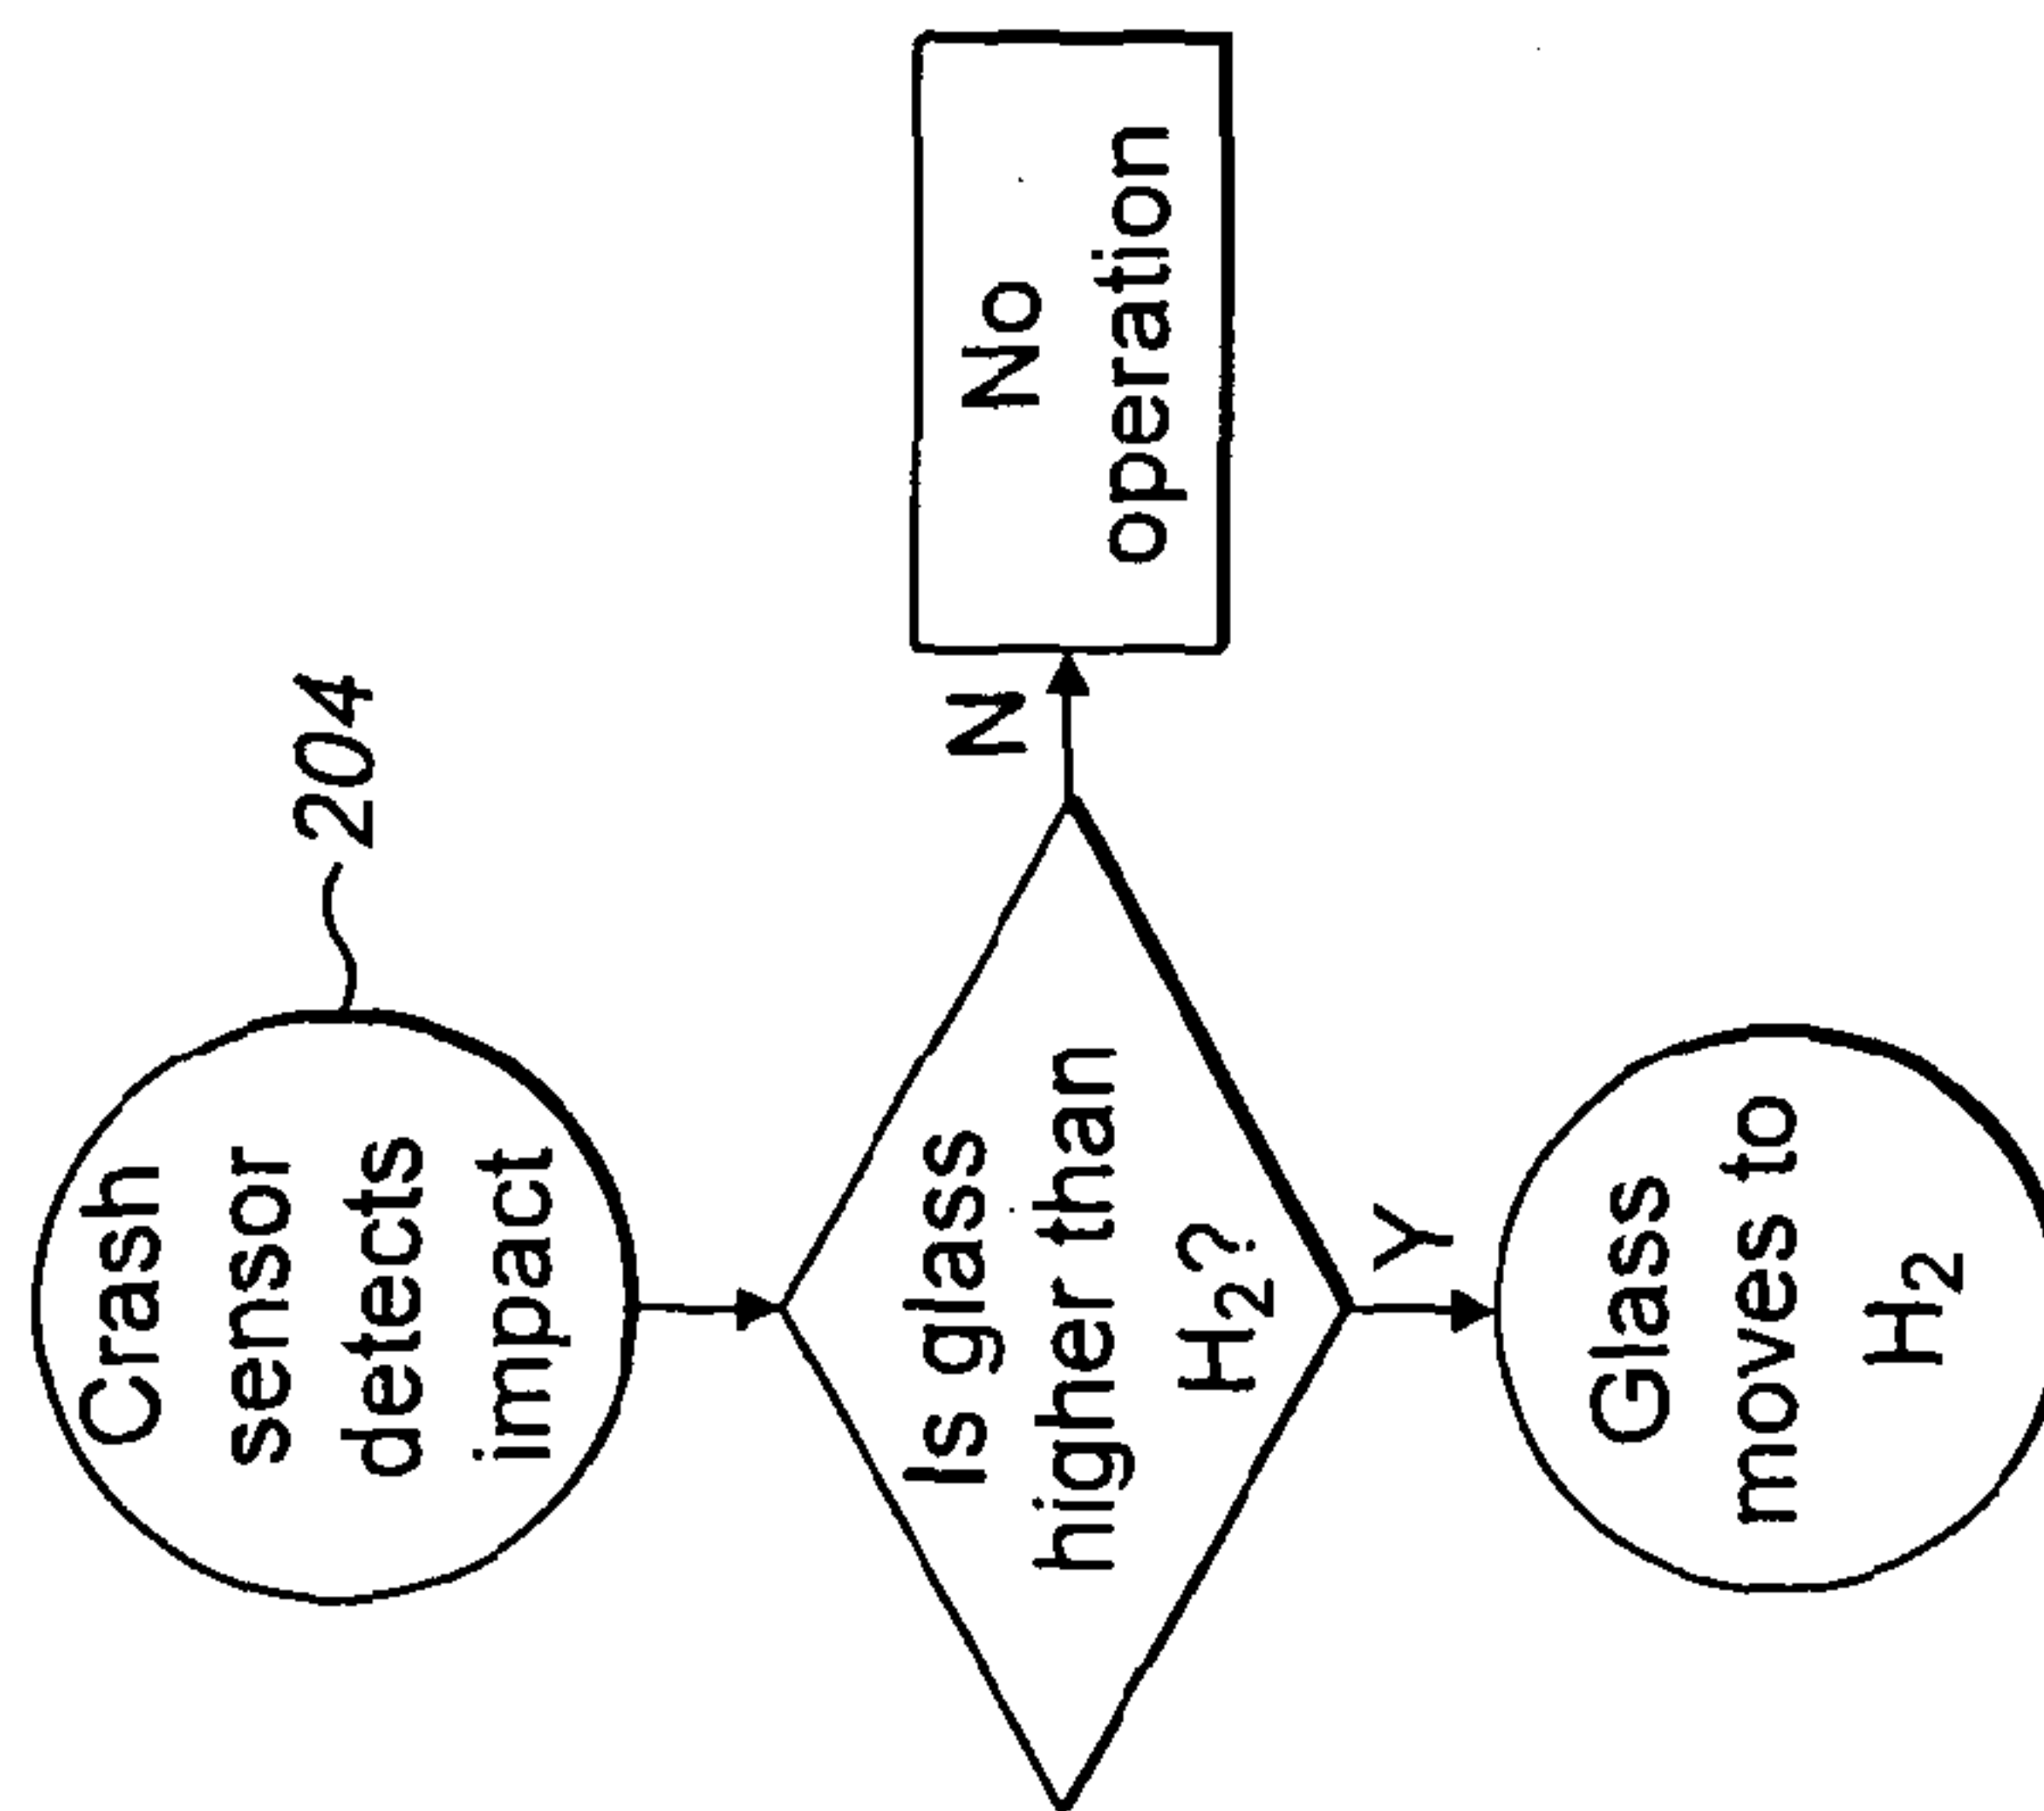 Crash
sensor
detects
impact
204
Is glass
higher than
H₂?
N
No
operation
Y
Glass
moves to
H₂